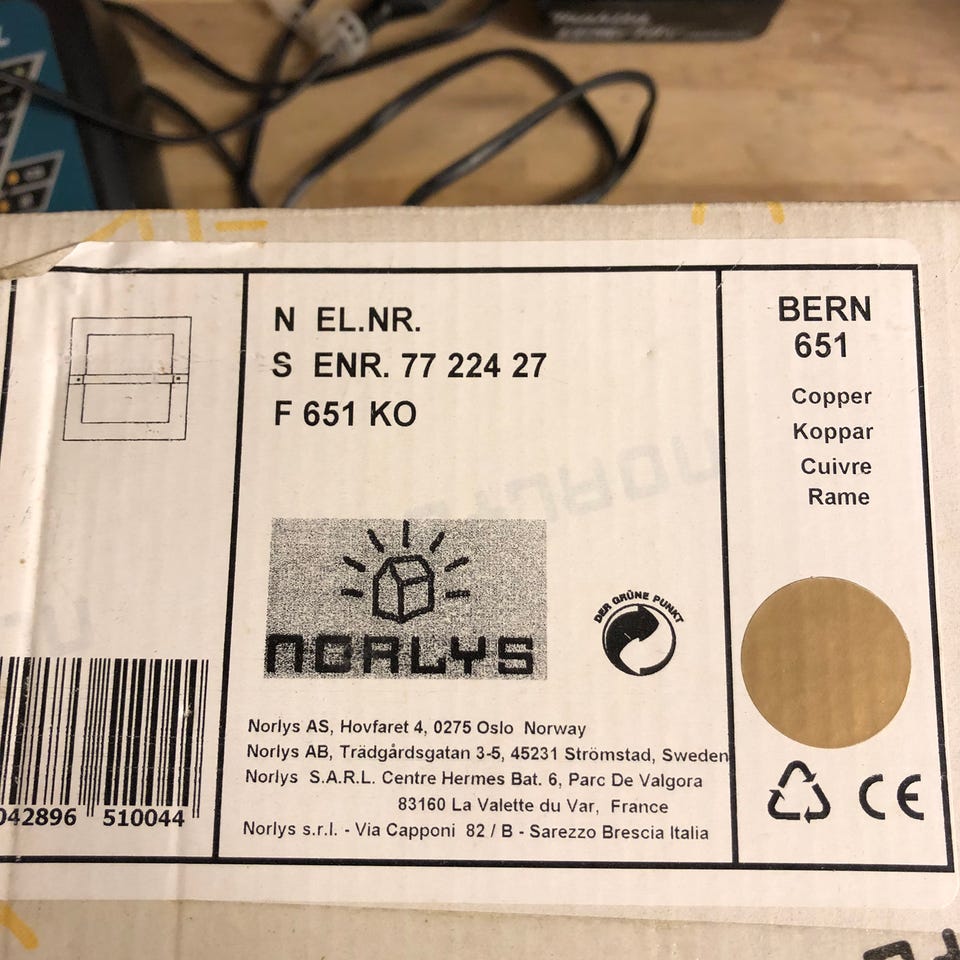 N EL.NR.
S ENR. 77 224 27
F 651 KO
BERN
651
Copper
Koppar
Cuivre
Rame
NORLYS
DER GRÜNE PUNKT
Norlys AS, Hovfaret 4, 0275 Oslo Norway
Norlys AB, Trädgårdsgatan 3-5, 45231 Strömstad, Sweden
Norlys S.A.R.L. Centre Hermes Bat. 6, Parc De Valgora
83160 La Valette du Var, France
Norlys s.r.l. - Via Capponi 82 / B - Sarezzo Brescia Italia
042896 510044
CE